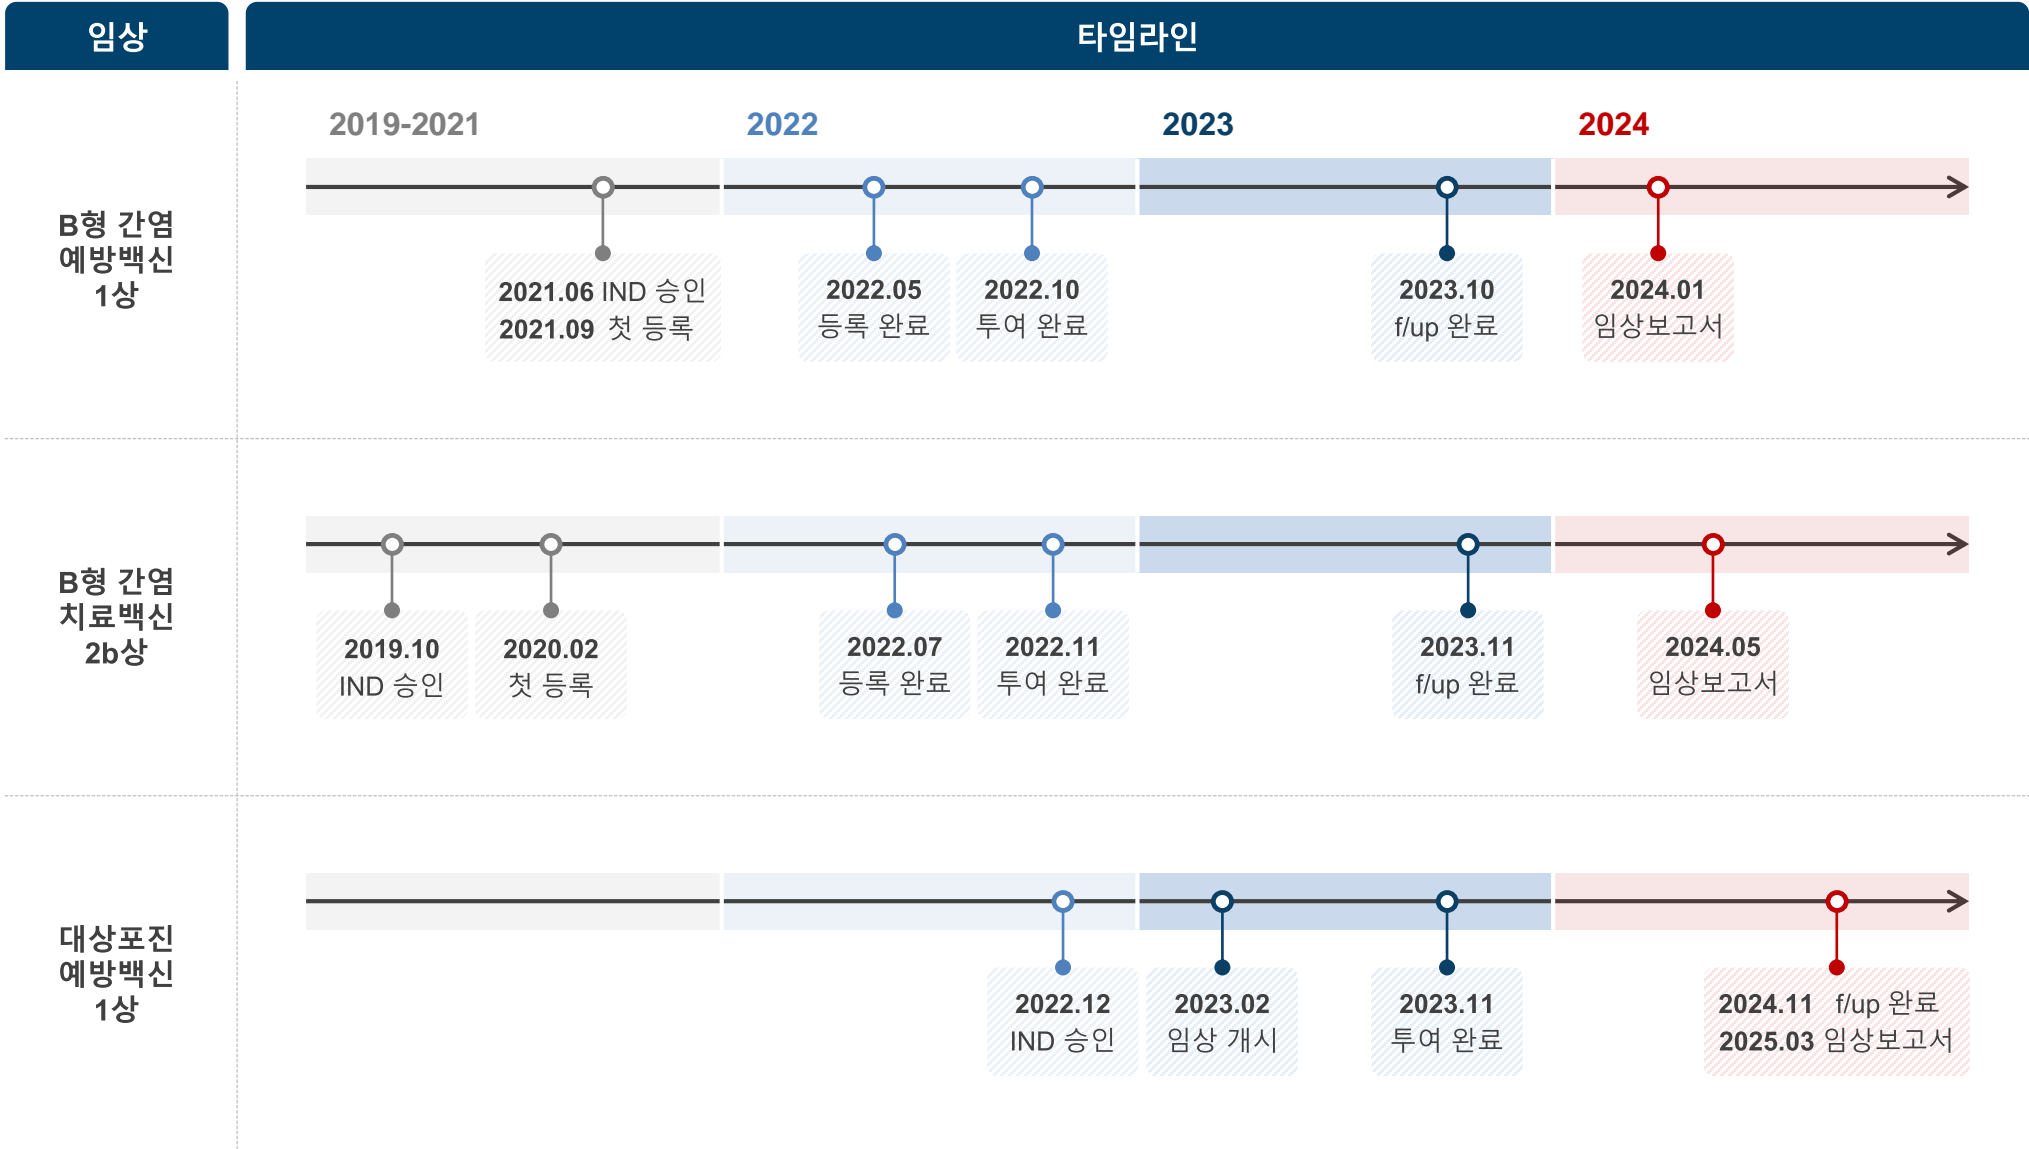 임상
타임라인
2019-2021
2022
2023
2024
B형 간염
예방백신
1상
2021.06 IND 승인
2021.09 첫 등록
2022.05
등록 완료
2022.10
투여 완료
2023.10
f/up 완료
2024.01
임상보고서
B형 간염
치료백신
2b상
2019.10
IND 승인
2020.02
첫 등록
2022.07
등록 완료
2022.11
투여 완료
2023.11
f/up 완료
2024.05
임상보고서
대상포진
예방백신
1상
2022.12
IND 승인
2023.02
임상 개시
2023.11
투여 완료
2024.11 f/up 완료
2025.03 임상보고서